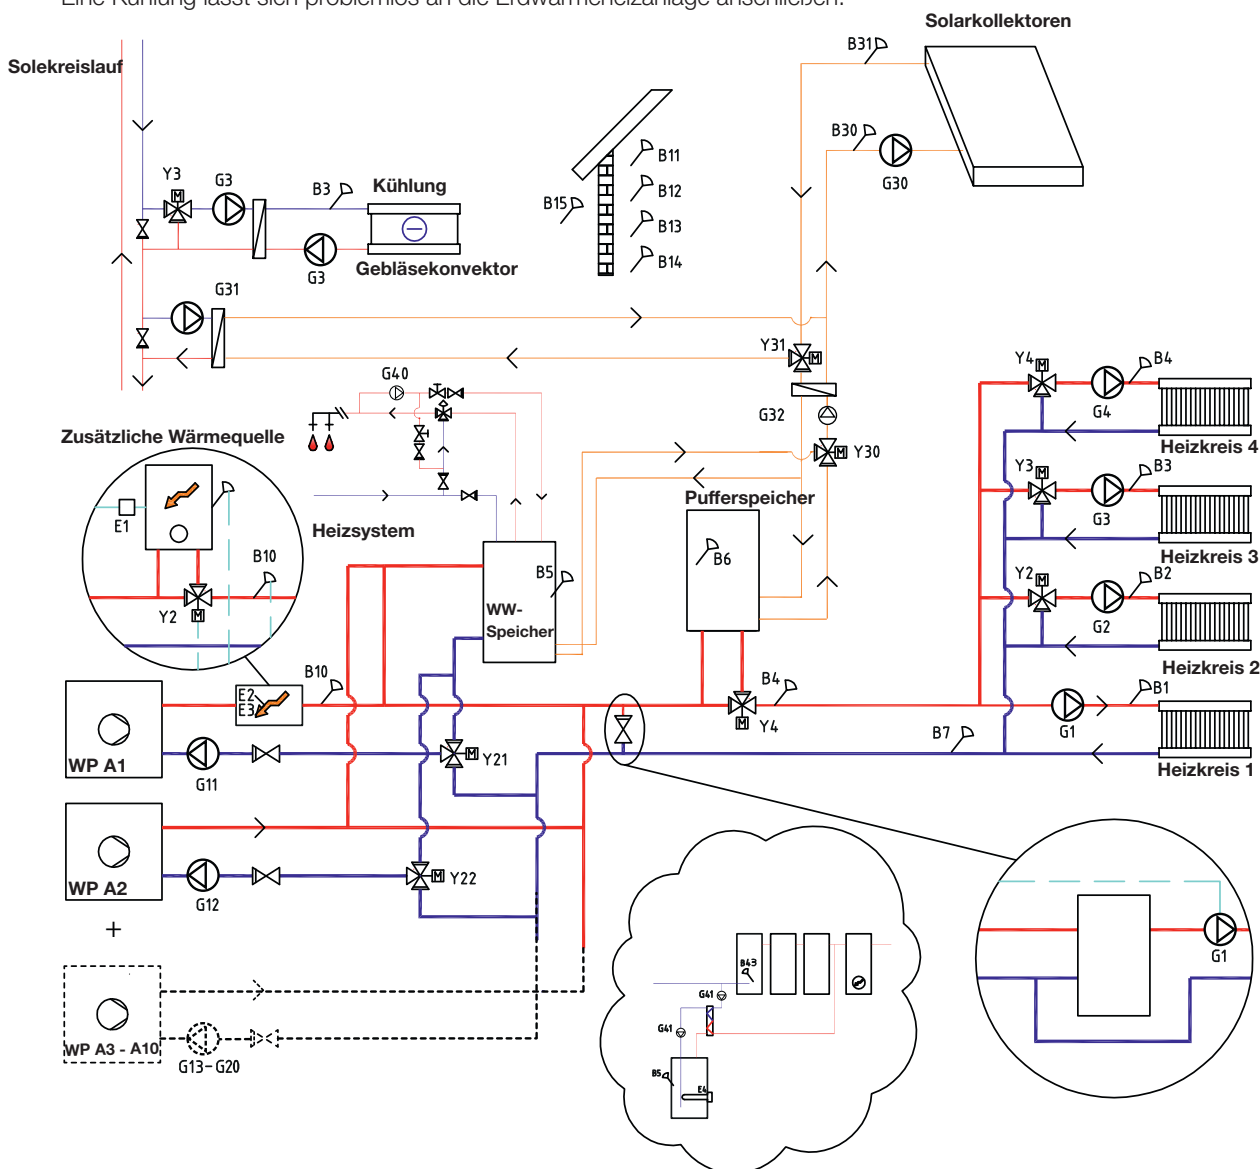 Eine Kühlung lässt sich problemlos an die Erdwärmeheizanlage anschließen.
Solarkollektoren
B31
Solekreislauf
B30
G30
Y3
G3
B3
Kühlung
B11
B12
B13
B14
B15
G3
Gebläsekonvektor
G31
Y31
G32
Y30
G40
Y4
B4
G4
Heizkreis 4
Zusätzliche Wärmequelle
E1
B10
Y2
Heizsystem
Pufferspeicher
B6
Y3
B3
G3
Heizkreis 3
B5
WW-
Speicher
Y2
B2
G2
Heizkreis 2
E2
E3
B10
B4
Y4
B1
G1
B7
Heizkreis 1
WP A1
G11
Y21
WP A2
G12
Y22
+
WP A3 - A10
G13-G20
B43
G41
G41
B5
E4
G1